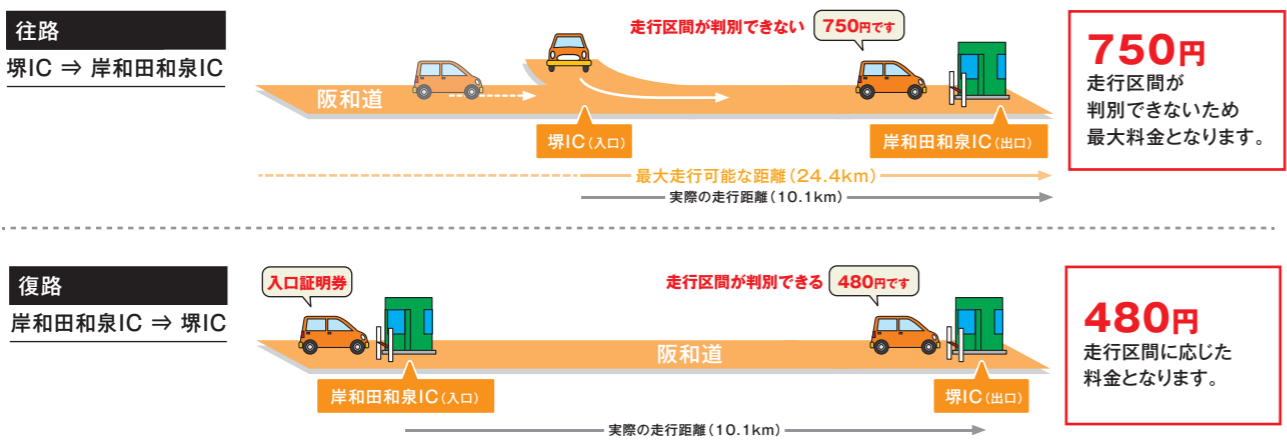 往路
堺IC ⇒ 岸和田和泉IC
走行区間が判別できない
750円です
阪和道
堺IC（入口）
岸和田和泉IC（出口）
最大走行可能な距離（24.4km）
実際の走行距離（10.1km）
750円
走行区間が
判別できないため
最大料金となります。
復路
岸和田和泉IC ⇒ 堺IC
入口証明券
走行区間が判別できる
480円です
阪和道
岸和田和泉IC（入口）
堺IC（出口）
実際の走行距離（10.1km）
480円
走行区間に応じた
料金となります。